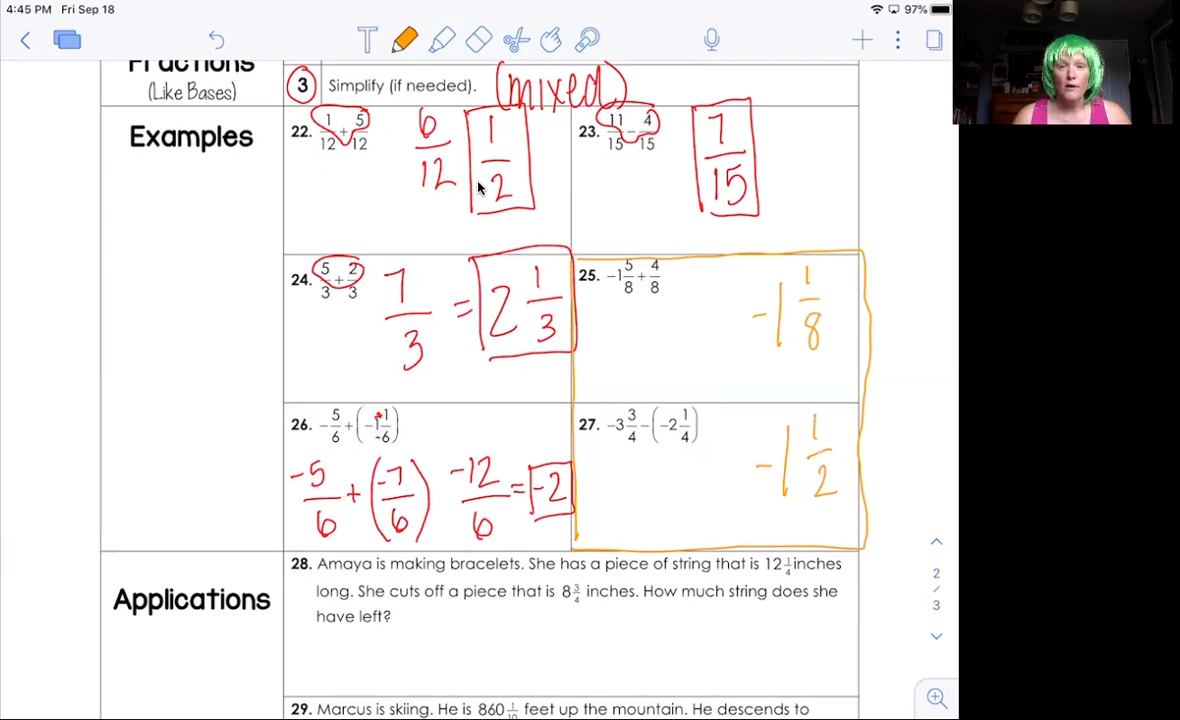 4:45 PM Fri Sep 18
97%
T
Fractions
(Like Bases)
3 Simplify (if needed). (mixed)
Examples
22. 1/12 + 5/12 6/12 1/2
23. 11/15 - 4/15 7/15
24. 5/3 + 2/3 7/3 = 2 1/3
25. -1 5/8 + 4/8 -1 1/8
26. -5/6 + (-1 1/6)
+
-
-5/6 + (-7/6) -12/6 = -2
27. -3 3/4 - (-2 1/4) -1 1/2
Applications
28. Amaya is making bracelets. She has a piece of string that is 12 1/4 inches
long. She cuts off a piece that is 8 3/4 inches. How much string does she
have left?
29. Marcus is skiing. He is 860 1/10 feet up the mountain. He descends to
2
/
3